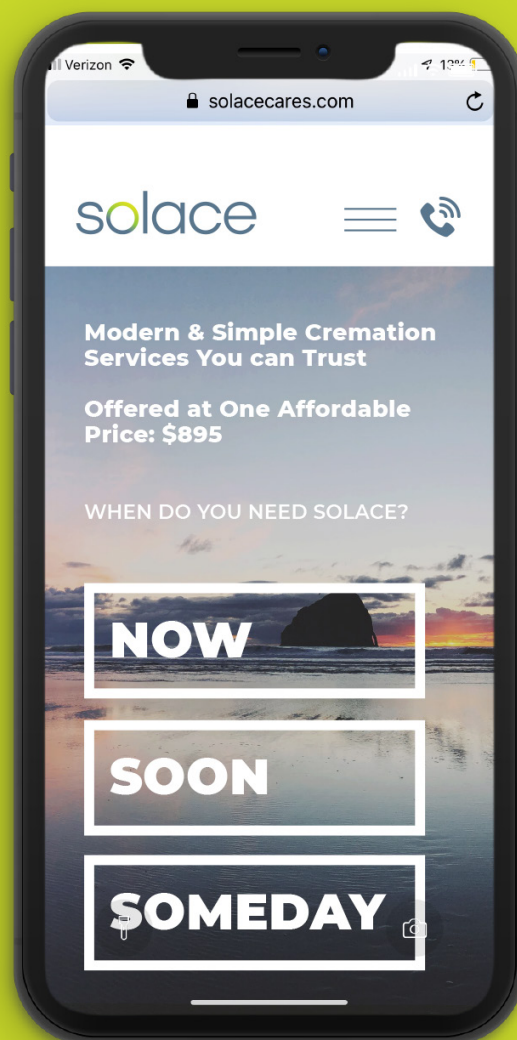 Verizon
solacecares.com
solace
Modern & Simple Cremation
Services You can Trust
Offered at One Affordable
Price: $895
WHEN DO YOU NEED SOLACE?
NOW
SOON
SOMEDAY